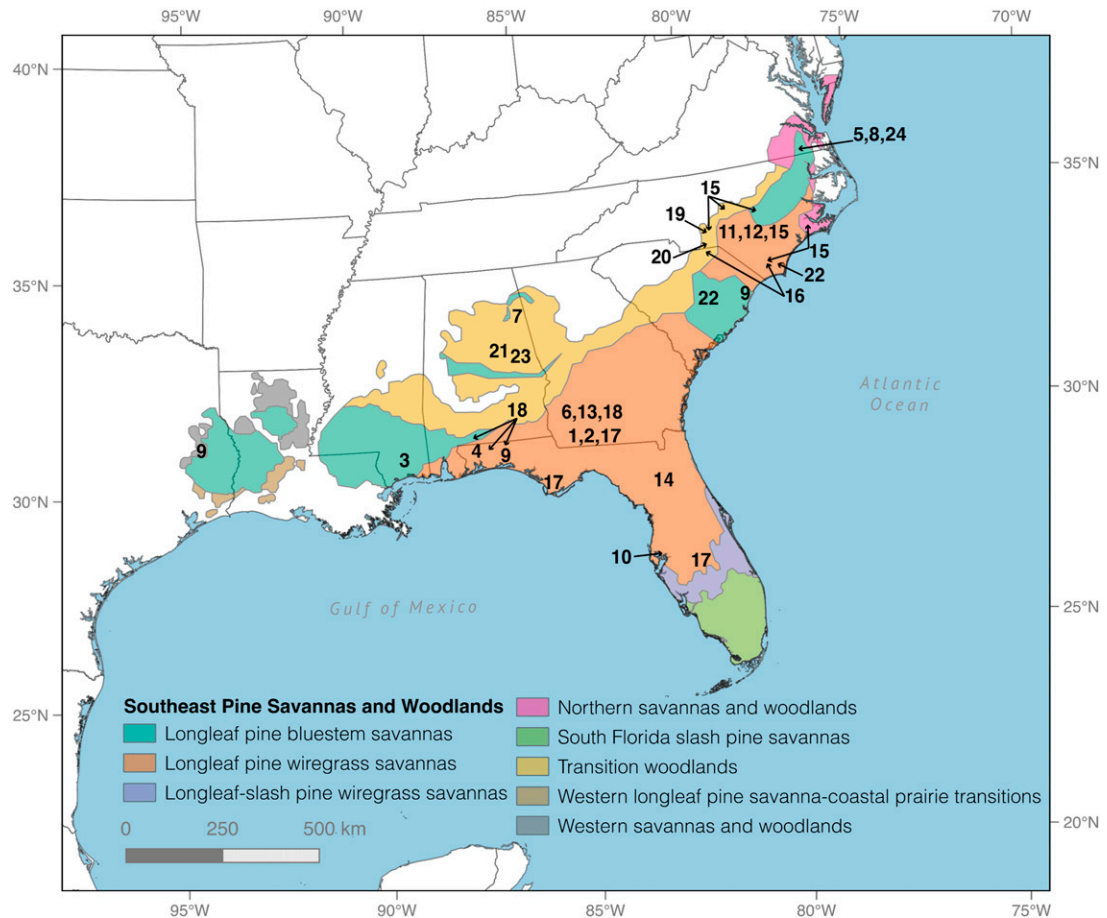 95°W 90°W 85°W 80°W 75°W 70°W
40°N
5,8,24
35°N
15
19
11,12,15
20
15
22
16
35°N
22
9
7
21 23
30°N
Atlantic
Ocean
18
6,13,18
1,2,17
9
4
9
3
17
14
30°N
10
17
Gulf of Mexico
25°N
25°N
Southeast Pine Savannas and Woodlands
Longleaf pine bluestem savannas
Longleaf pine wiregrass savannas
Longleaf-slash pine wiregrass savannas
0 250 500 km
Northern savannas and woodlands
South Florida slash pine savannas
Transition woodlands
Western longleaf pine savanna-coastal prairie transitions
Western savannas and woodlands
20°N
95°W 90°W 85°W 80°W 75°W